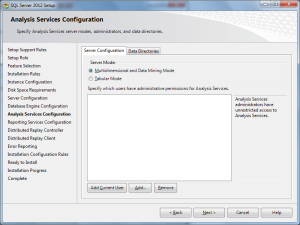 SQL Server 2012 Setup
Analysis Services Configuration
Specify Analysis Services server modes, administrators, and data directories.
Setup Support Rules
Setup Role
Feature Selection
Installation Rules
Instance Configuration
Disk Space Requirements
Server Configuration
Database Engine Configuration
Analysis Services Configuration
Reporting Services Configuration
Distributed Replay Controller
Distributed Replay Client
Error Reporting
Installation Configuration Rules
Ready to Install
Installation Progress
Complete
Server Configuration Data Directories
Server Mode:
Multidimensional and Data Mining Mode
Tabular Mode
Specify which users have administrative permissions for Analysis Services.
Analysis Services
administrators have
unrestricted access to
Analysis Services.
Add Current User Add... Remove
< Back Next > Cancel Help